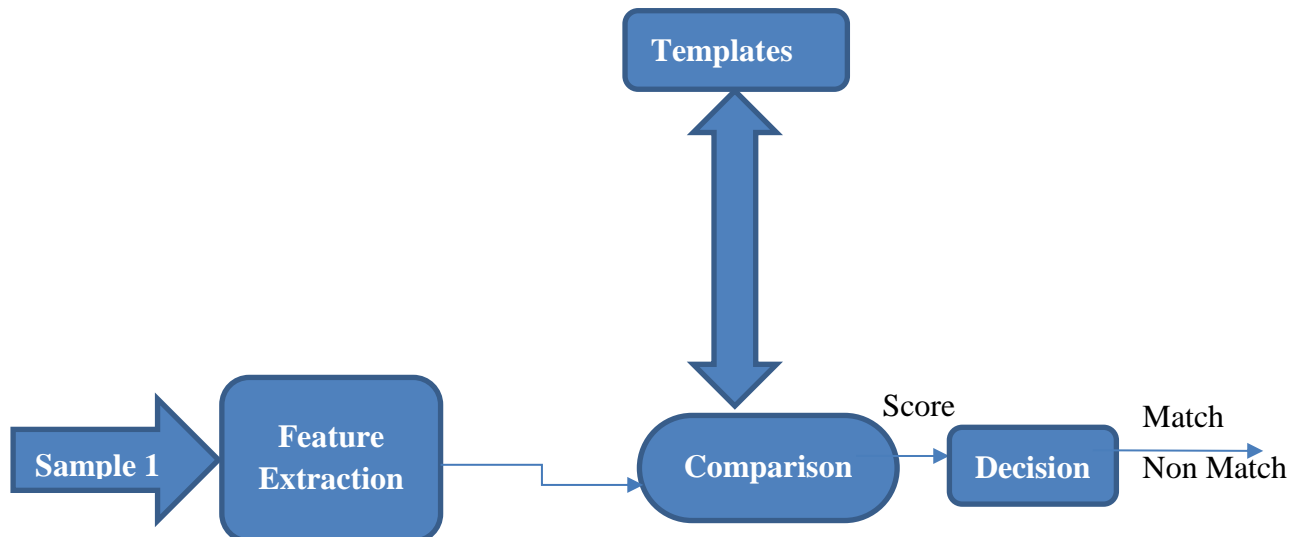 Templates
Sample 1
Feature
Extraction
Comparison
Score
Decision
Match
Non Match